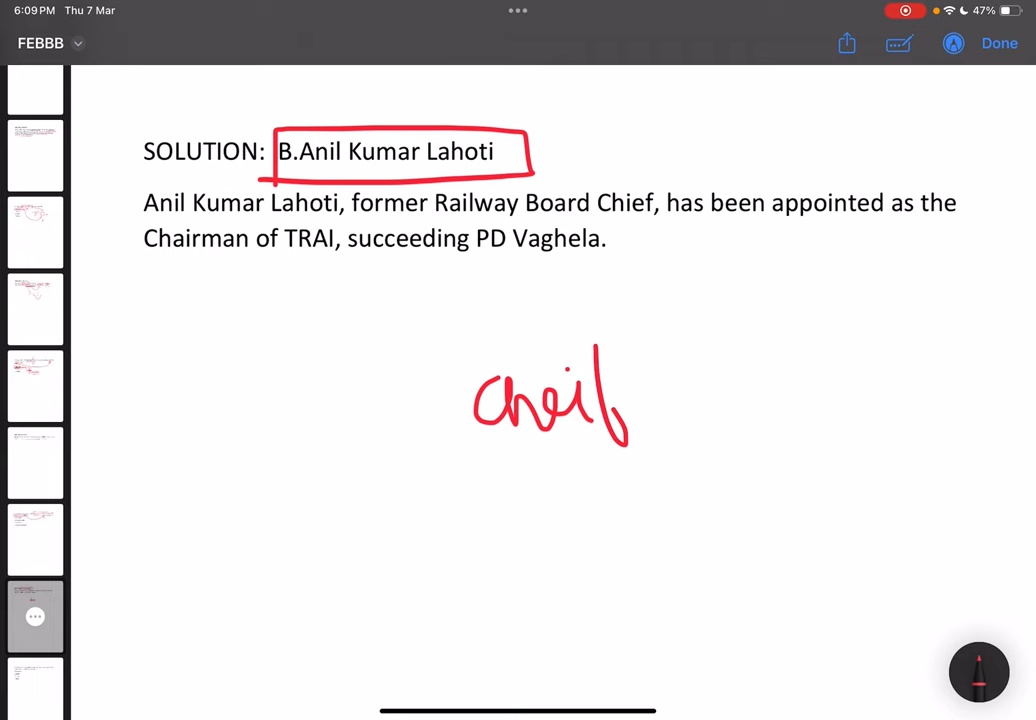 6:09 PM Thu 7 Mar
47%
FEBBB
Done
SOLUTION: B.Anil Kumar Lahoti
Anil Kumar Lahoti, former Railway Board Chief, has been appointed as the
Chairman of TRAI, succeeding PD Vaghela.
cheif